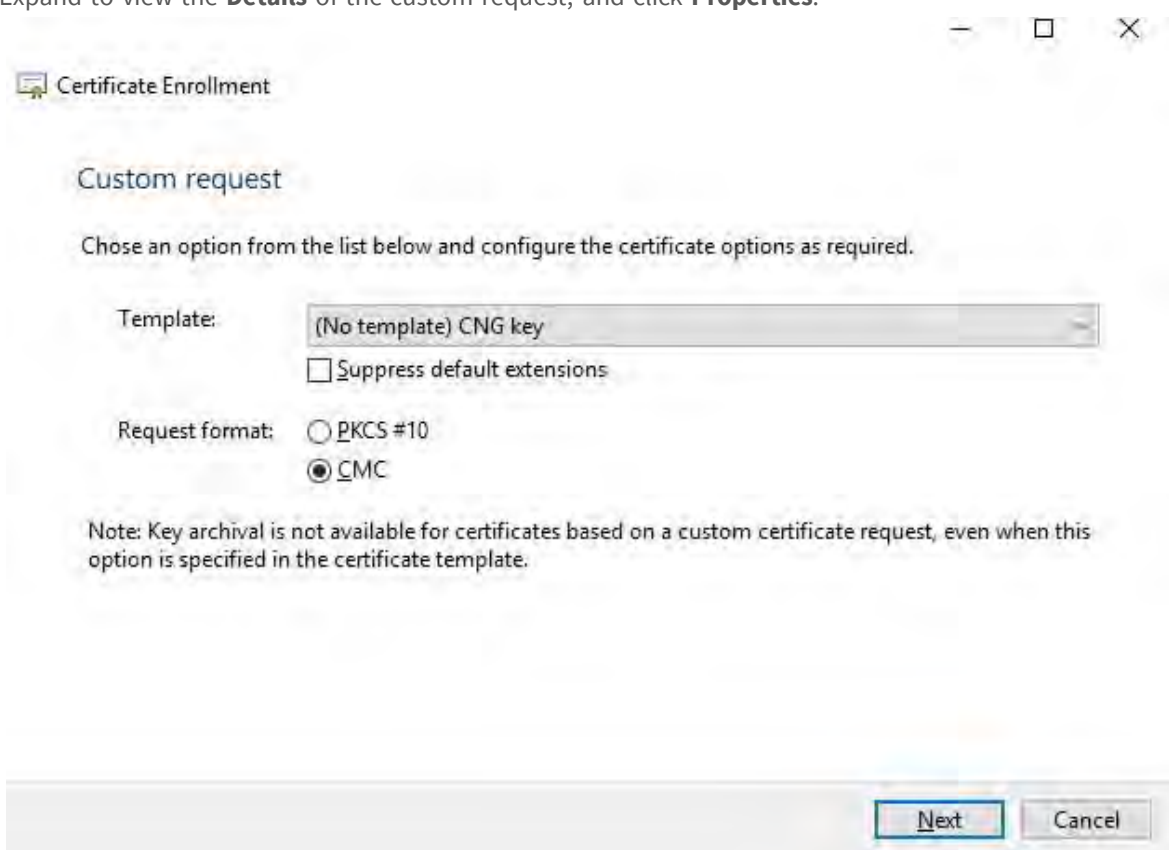 Expand to view the Details of the custom request, and click Properties.
Certificate Enrollment
Custom request
Chose an option from the list below and configure the certificate options as required.
Template:
(No template) CNG key
Suppress default extensions
Request format:
PKCS #10
CMC
Note: Key archival is not available for certificates based on a custom certificate request, even when this
option is specified in the certificate template.
Next
Cancel